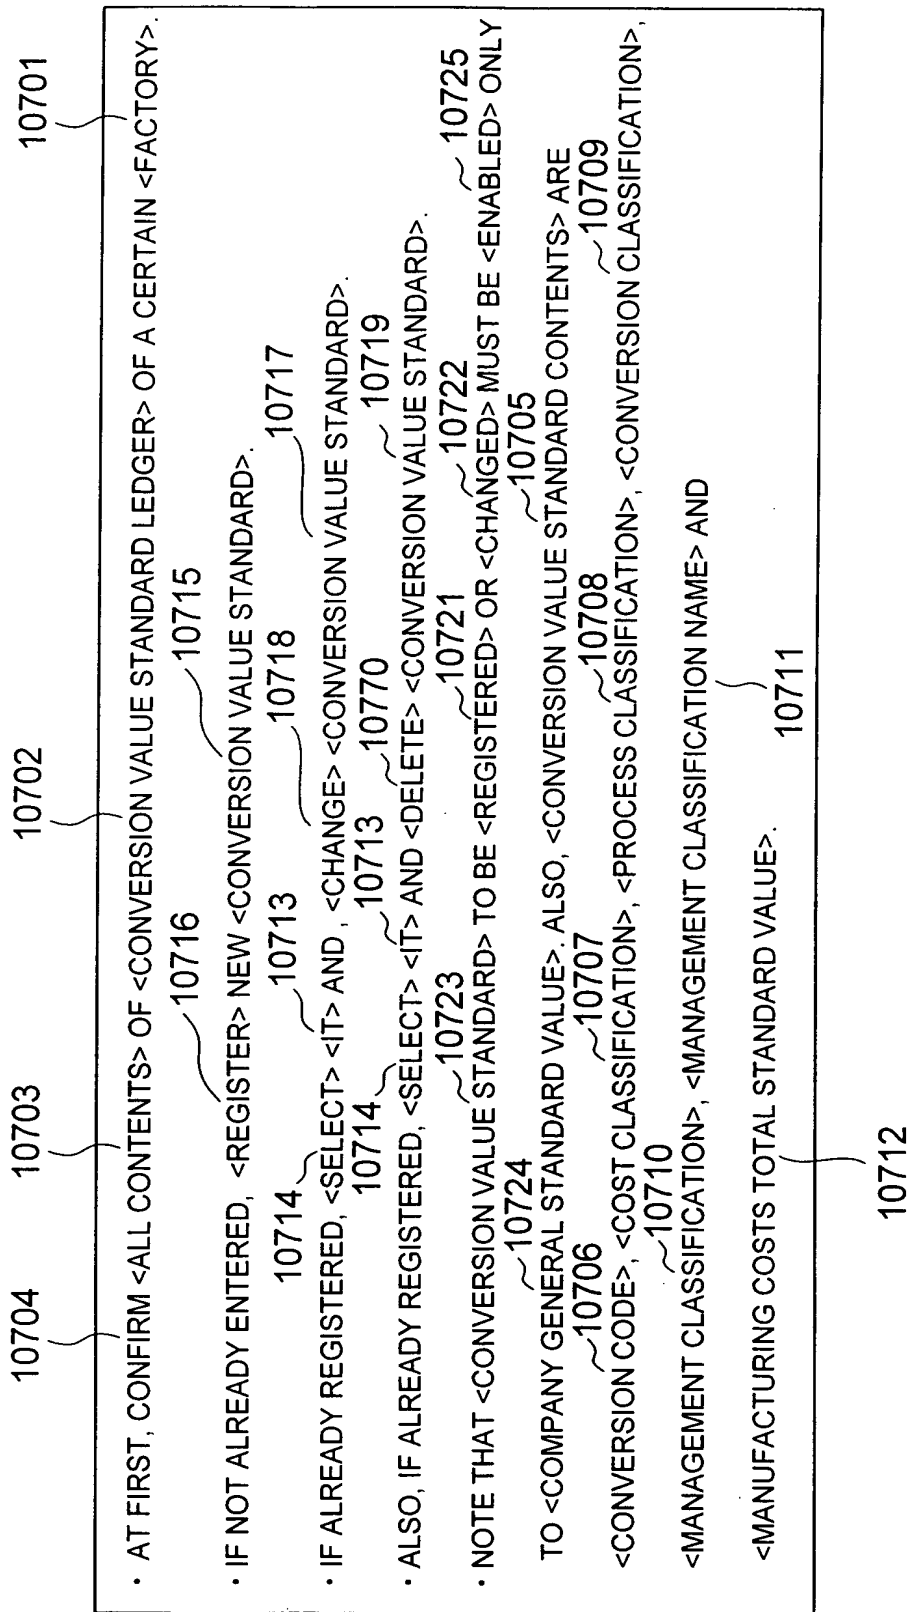 10704 10703 10702 10701
· AT FIRST, CONFIRM <ALL CONTENTS> OF <CONVERSION VALUE STANDARD LEDGER> OF A CERTAIN <FACTORY>.
10716 10715
· IF NOT ALREADY ENTERED, <REGISTER> NEW <CONVERSION VALUE STANDARD>.
10714 10713 10718 10717
· IF ALREADY REGISTERED, <SELECT> <IT> AND , <CHANGE> <CONVERSION VALUE STANDARD>.
10714 10713 10770 10719
· ALSO, IF ALREADY REGISTERED, <SELECT> <IT> AND <DELETE> <CONVERSION VALUE STANDARD>.
10723 10721 10722 10725
· NOTE THAT <CONVERSION VALUE STANDARD> TO BE <REGISTERED> OR <CHANGED> MUST BE <ENABLED> ONLY
10724 10705
TO <COMPANY GENERAL STANDARD VALUE>. ALSO, <CONVERSION VALUE STANDARD CONTENTS> ARE
10706 10707 10708 10709
<CONVERSION CODE>, <COST CLASSIFICATION>, <PROCESS CLASSIFICATION>, <CONVERSION CLASSIFICATION>,
10710
<MANAGEMENT CLASSIFICATION>, <MANAGEMENT CLASSIFICATION NAME> AND
10711
<MANUFACTURING COSTS TOTAL STANDARD VALUE>.
10712